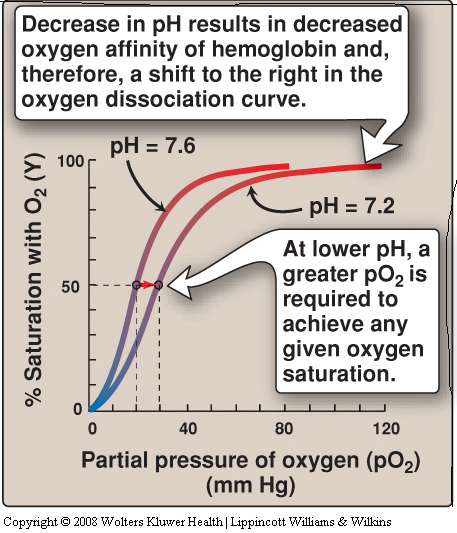 Decrease in pH results in decreased
oxygen affinity of hemoglobin and,
therefore, a shift to the right in the
oxygen dissociation curve.
% Saturation with O₂ (Y)
100
50
0
pH = 7.6
pH = 7.2
At lower pH, a
greater pO₂ is
required to
achieve any
given oxygen
saturation.
0 40 80 120
Partial pressure of oxygen (pO₂)
(mm Hg)
Copyright © 2008 Wolters Kluwer Health | Lippincott Williams & Wilkins